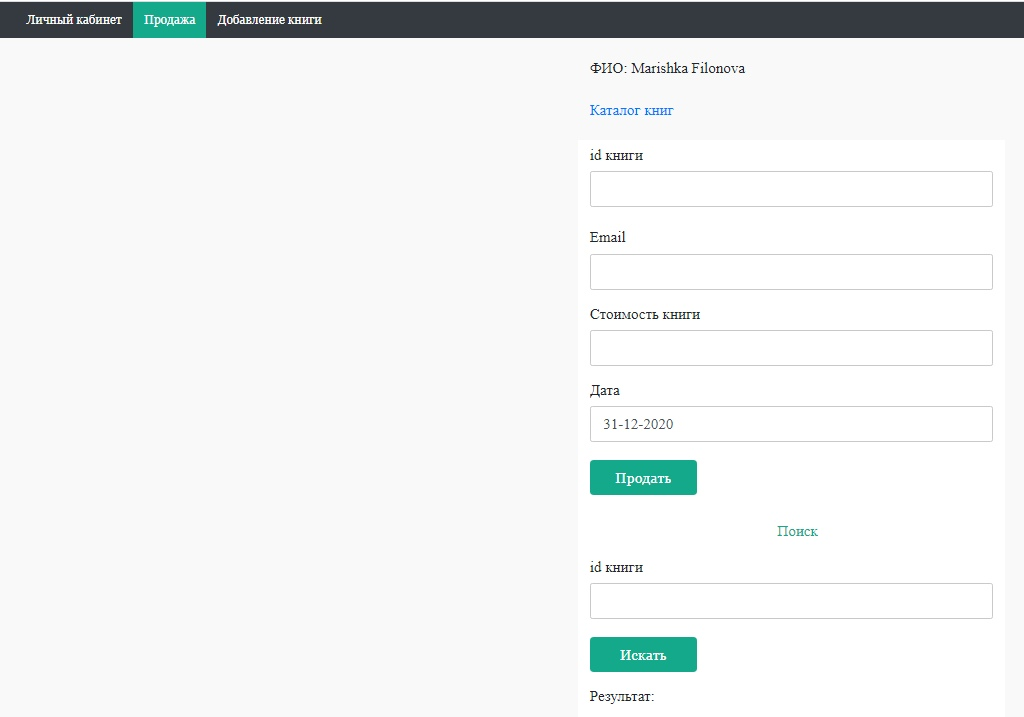 Личный кабинет Продажа Добавление книги
ФИО: Marishka Filonova
Каталог книг
id книги
Email
Стоимость книги
Дата
31-12-2020
Продать
Поиск
id книги
Искать
Результат: